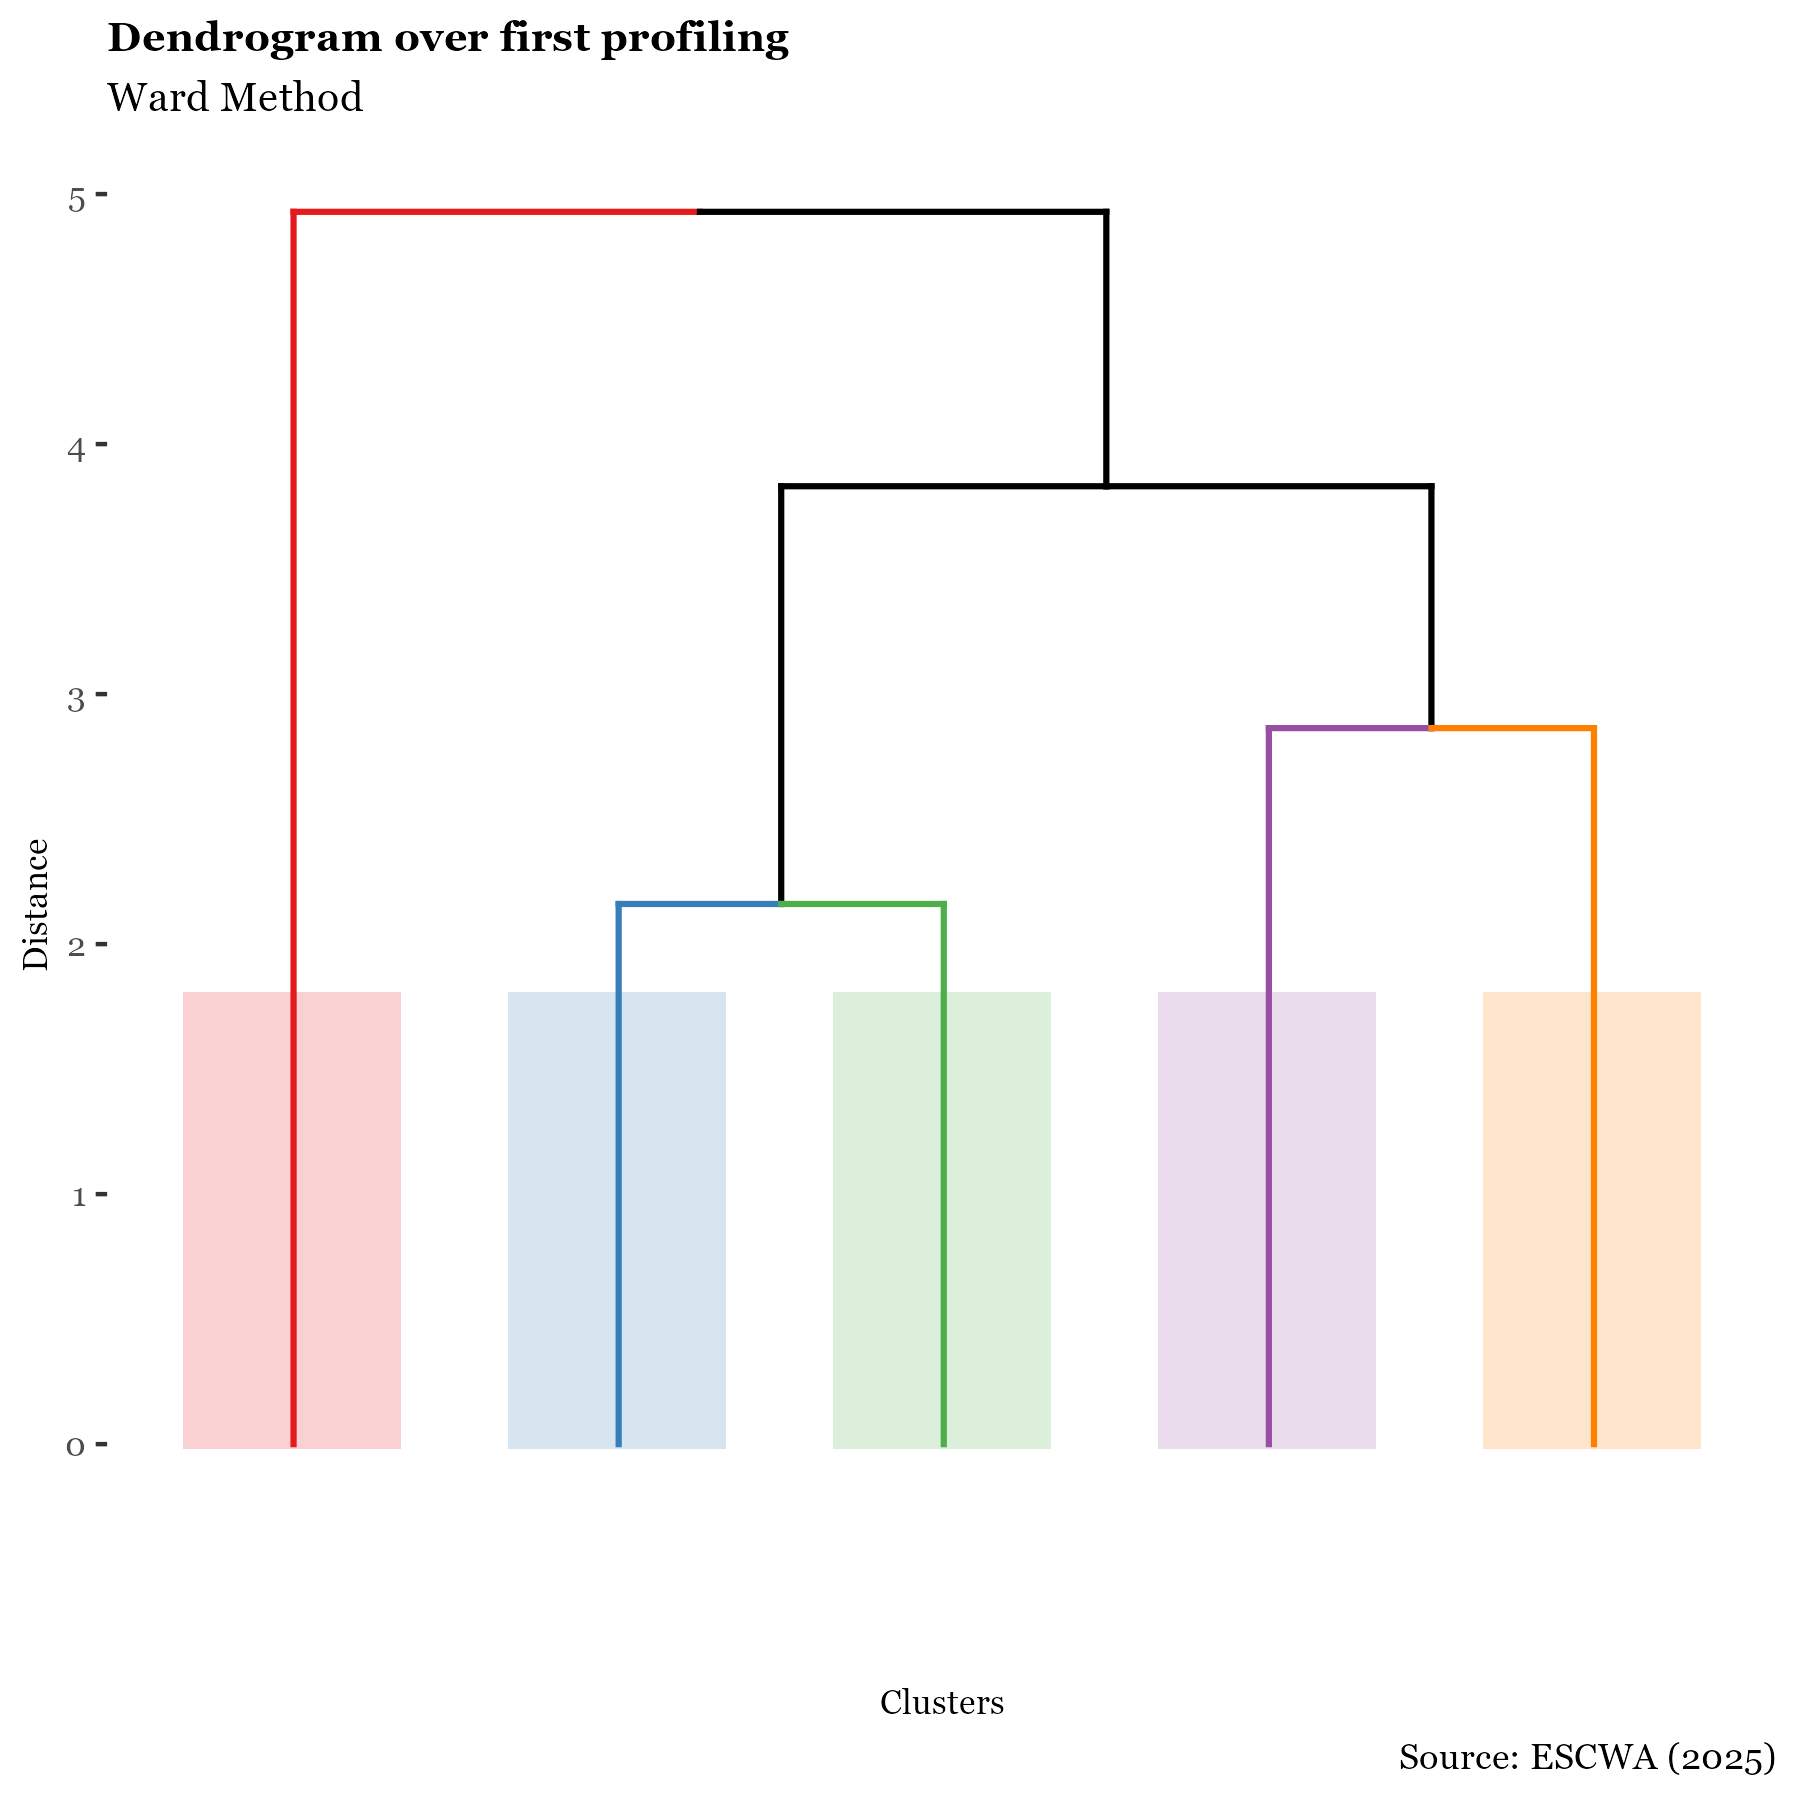 Dendrogram over first profiling
Ward Method
5
4
3
2
1
0
Distance
Clusters
Source: ESCWA (2025)